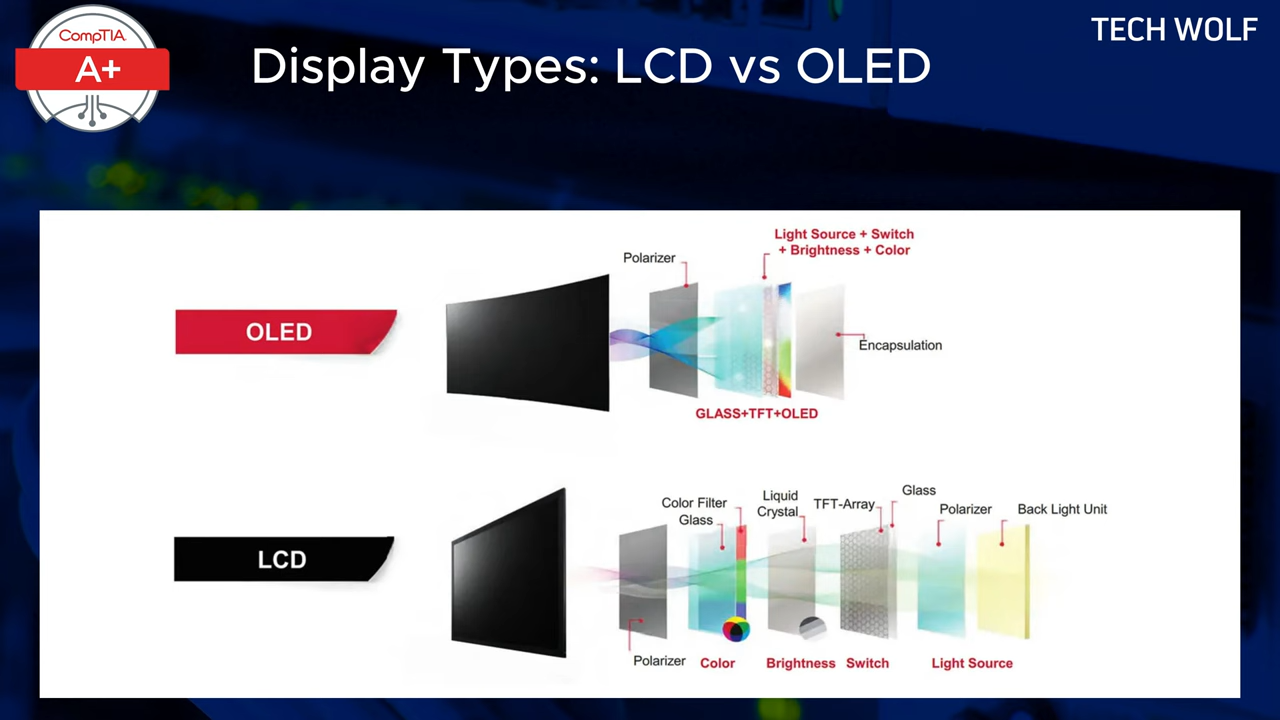 CompTIA.
A+
Display Types: LCD vs OLED
TECH WOLF
OLED
Polarizer
Light Source + Switch
+ Brightness + Color
Encapsulation
GLASS+TFT+OLED
LCD
Color Filter
Glass
Liquid
Crystal
TFT-Array
Glass
Polarizer
Back Light Unit
Polarizer
Color
Brightness
Switch
Light Source